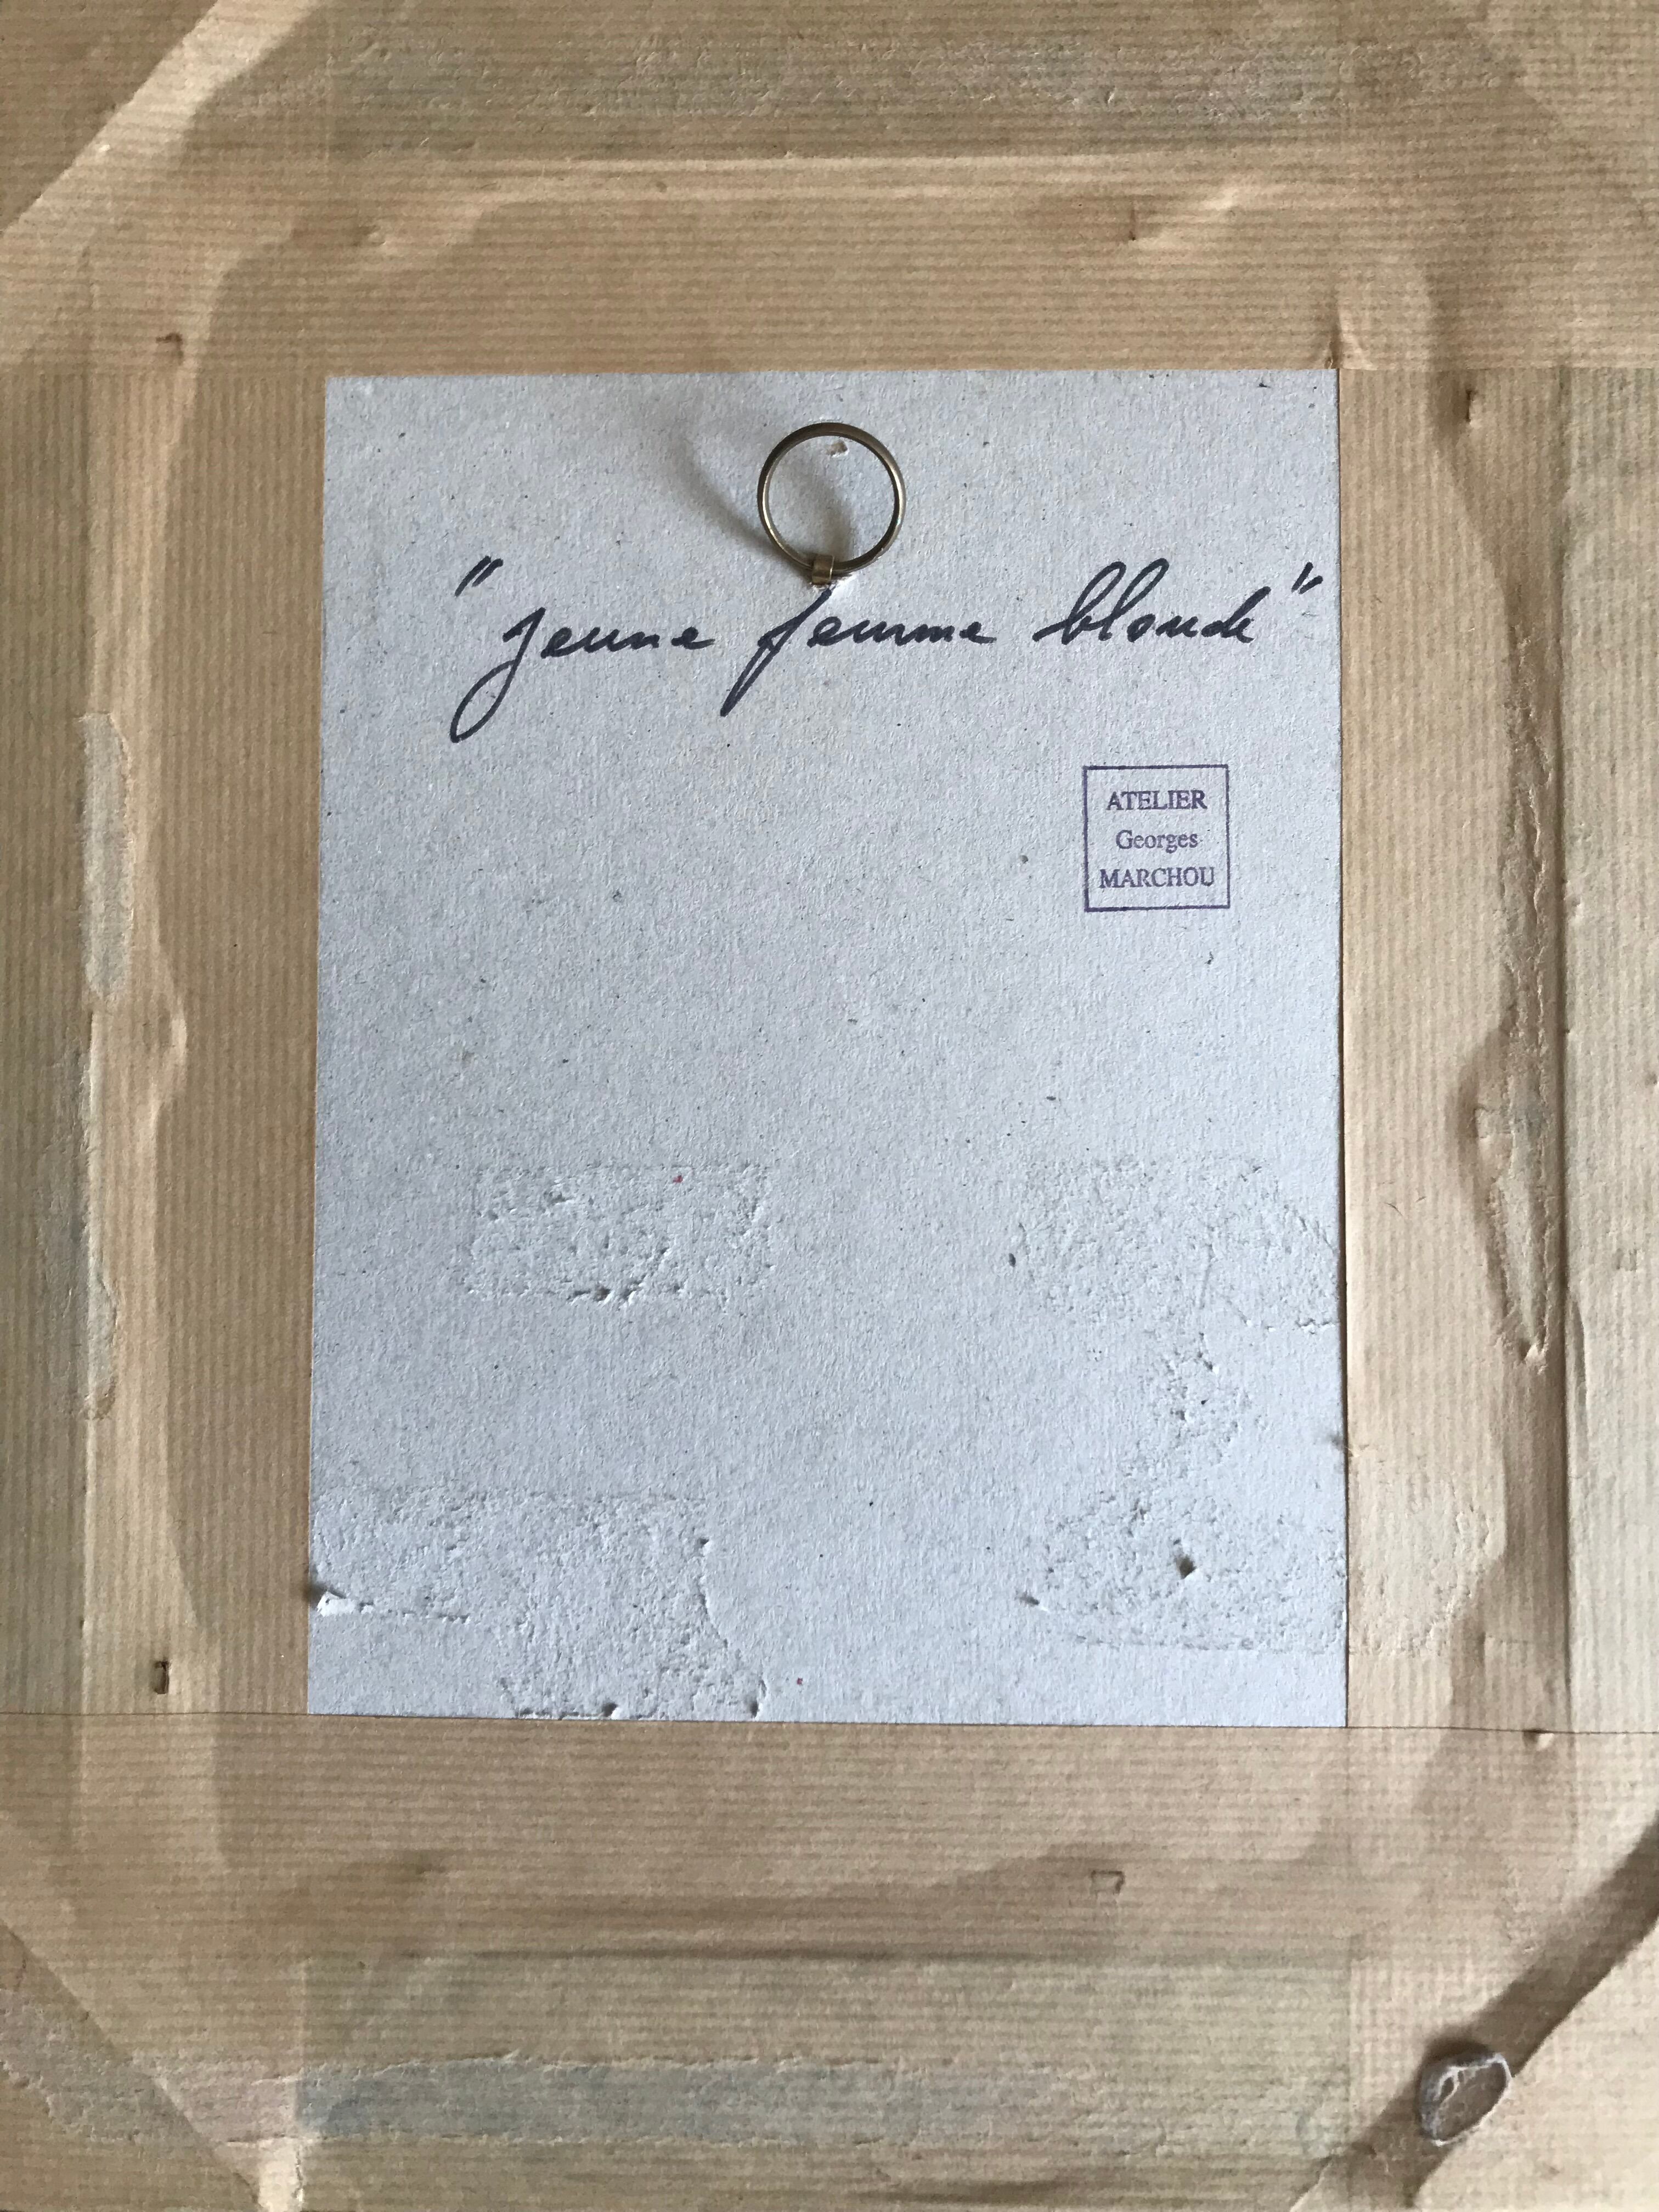 "jeune femme blonde"
ATELIER
Georges
MARCHOU